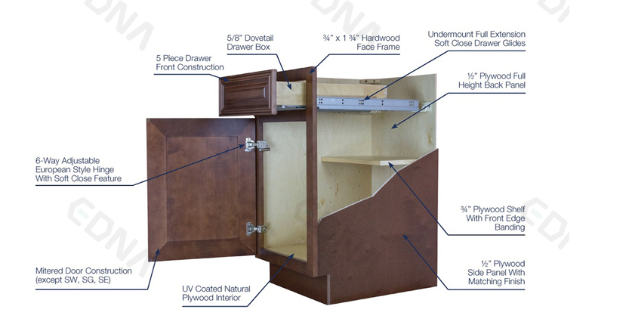 5/8" Dovetail
Drawer Box
¾" x 1 ¾" Hardwood
Face Frame
Undermount Full Extension
Soft Close Drawer Glides
5 Piece Drawer
Front Construction
½" Plywood Full
Height Back Panel
6-Way Adjustable
European Style Hinge
With Soft Close Feature
¾" Plywood Shelf
With Front Edge
Banding
Mitered Door Construction
(except SW, SG, SE)
UV Coated Natural
Plywood Interior
½" Plywood
Side Panel With
Matching Finish
EDNA
EDNA
EDNA
EDNA
EDNA